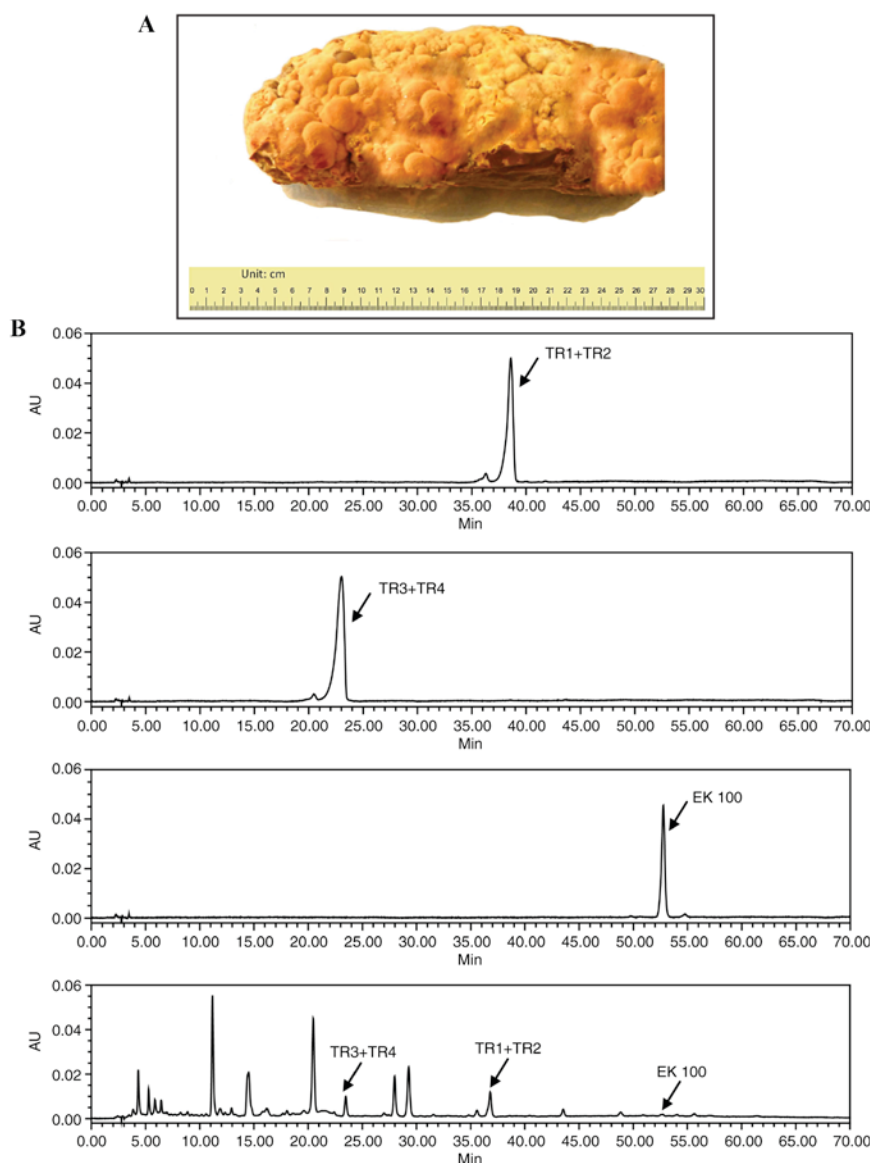 A
Unit: cm
0 1 2 3 4 5 6 7 8 9 10 11 12 13 14 15 16 17 18 19 20 21 22 23 24 25 26 27 28 29 30
B
0.06
0.04
0.02
0.00
AU
TR1+TR2
0.00 5.00 10.00 15.00 20.00 25.00 30.00 35.00 40.00 45.00 50.00 55.00 60.00 65.00 70.00
Min
0.06
0.04
0.02
0.00
AU
TR3+TR4
0.00 5.00 10.00 15.00 20.00 25.00 30.00 35.00 40.00 45.00 50.00 55.00 60.00 65.00 70.00
Min
0.06
0.04
0.02
0.00
AU
EK 100
0.00 5.00 10.00 15.00 20.00 25.00 30.00 35.00 40.00 45.00 50.00 55.00 60.00 65.00 70.00
Min
0.06
0.04
0.02
0.00
AU
TR3+TR4 TR1+TR2 EK 100
0.00 5.00 10.00 15.00 20.00 25.00 30.00 35.00 40.00 45.00 50.00 55.00 60.00 65.00 70.00
Min